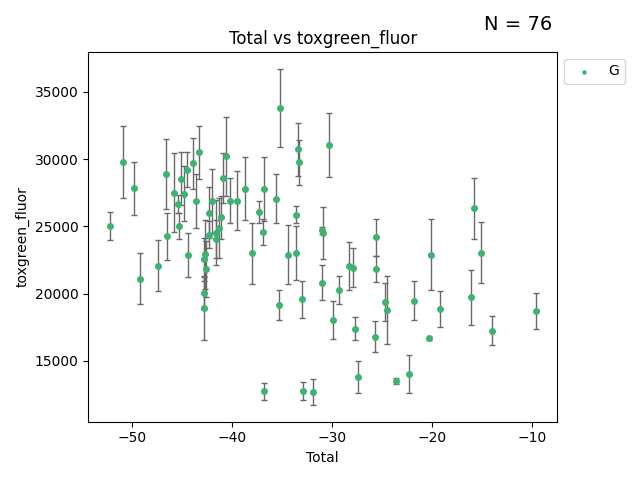 N = 76
Total vs toxgreen_fluor
G
toxgreen_fluor
35000
30000
25000
20000
15000
−50 −40 −30 −20 −10
Total